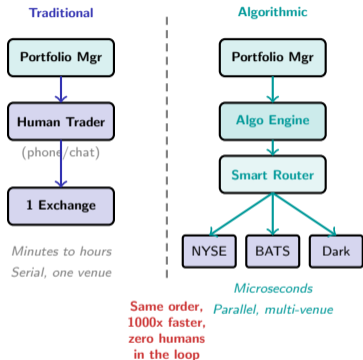 Traditional
Portfolio Mgr
Human Trader
(phone/chat)
1 Exchange
Minutes to hours
Serial, one venue
Algorithmic
Portfolio Mgr
Algo Engine
Smart Router
NYSE
BATS
Dark
Microseconds
Parallel, multi-venue
Same order,
1000x faster,
zero humans
in the loop